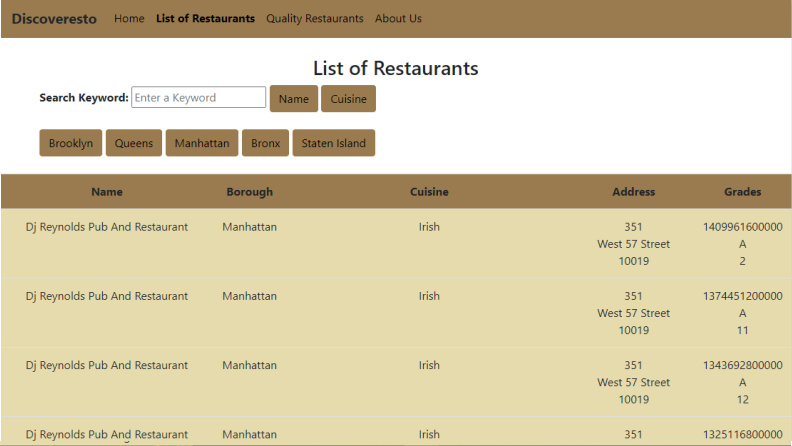 Discoveresto Home List of Restaurants Quality Restaurants About Us
List of Restaurants
Search Keyword: Enter a Keyword Name Cuisine
Brooklyn Queens Manhattan Bronx Staten Island
Name Borough Cuisine Address Grades
Dj Reynolds Pub And Restaurant Manhattan Irish 351 1409961600000
West 57 Street A
10019 2
Dj Reynolds Pub And Restaurant Manhattan Irish 351 1374451200000
West 57 Street A
10019 11
Dj Reynolds Pub And Restaurant Manhattan Irish 351 1343692800000
West 57 Street A
10019 12
Dj Reynolds Pub And Restaurant Manhattan Irish 351 1325116800000